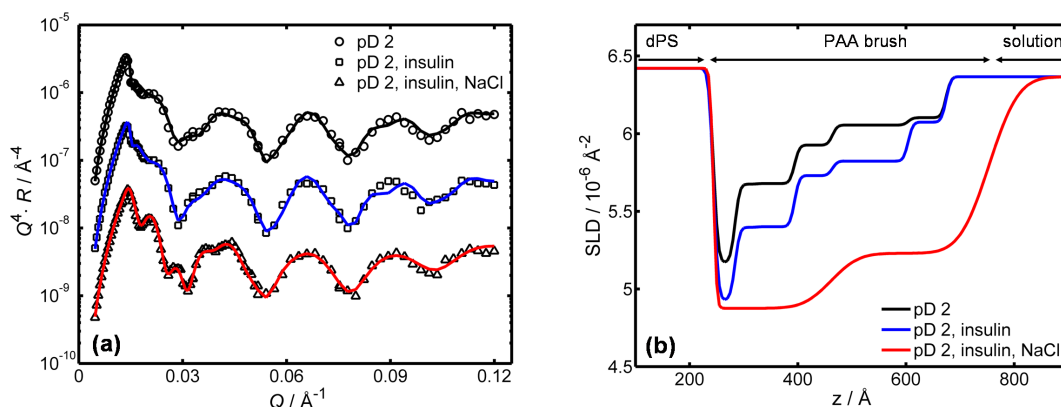 10⁻⁵
10⁻⁶
10⁻⁷
10⁻⁸
10⁻⁹
10⁻¹⁰
Q⁴· R / Å⁻⁴
pD 2
pD 2, insulin
pD 2, insulin, NaCl
(a)
0 0.03 0.06 0.09 0.12
Q / Å⁻¹
(b)
6.5
6
5.5
5
4.5
SLD / 10⁻⁶ Å⁻²
dPS PAA brush solution
pD 2
pD 2, insulin
pD 2, insulin, NaCl
200 400 600 800
z / Å